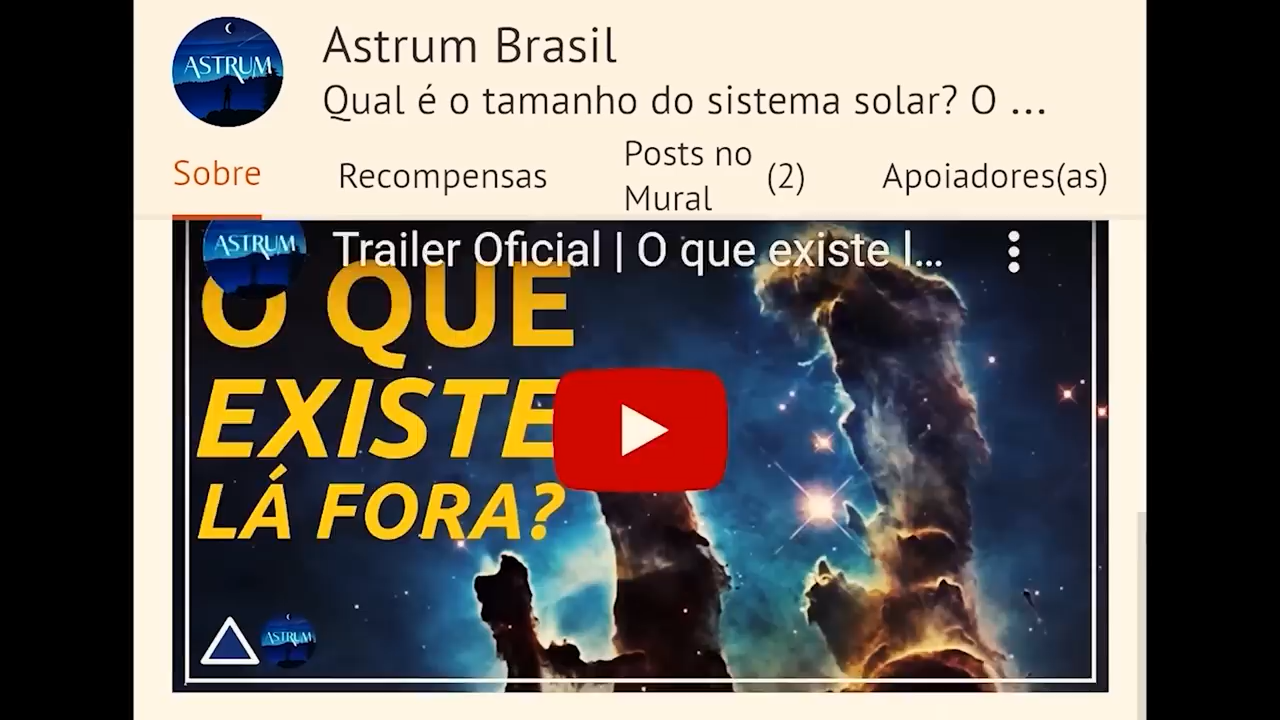 ASTRUM
Astrum Brasil
Qual é o tamanho do sistema solar? O ...
Sobre
Recompensas
Posts no
Mural
(2)
Apoiadores(as)
ASTRUM
Trailer Oficial | O que existe l...
O QUE
EXISTE
LÁ FORA?
ASTRUM